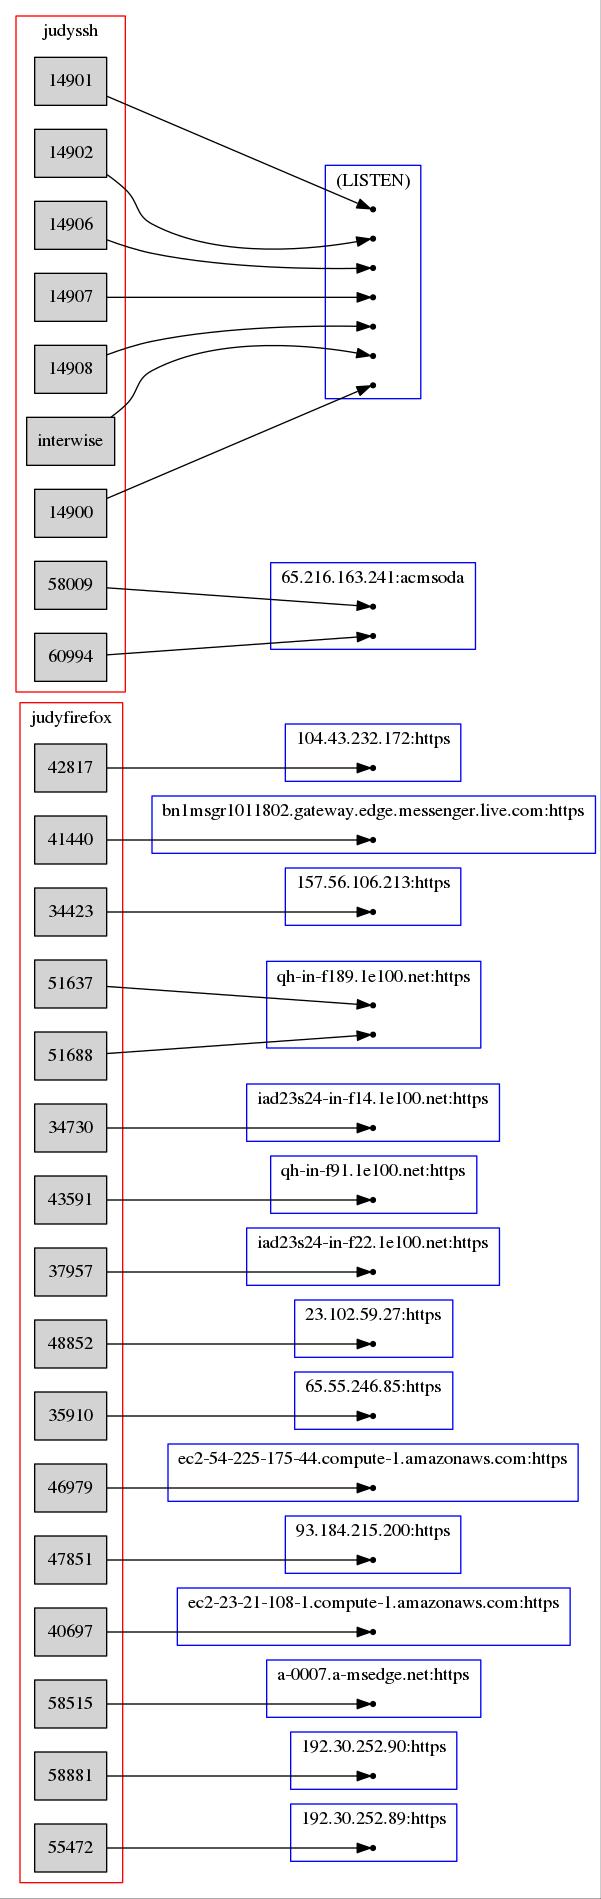 judyssh
14901
14902
14906
14907
14908
interwise
14900
58009
60994
(LISTEN)
65.216.163.241:acmsoda
judyfirefox
42817
104.43.232.172:https
41440
bn1msgr1011802.gateway.edge.messenger.live.com:https
34423
157.56.106.213:https
51637
51688
qh-in-f189.1e100.net:https
34730
iad23s24-in-f14.1e100.net:https
43591
qh-in-f91.1e100.net:https
37957
iad23s24-in-f22.1e100.net:https
48852
23.102.59.27:https
35910
65.55.246.85:https
46979
ec2-54-225-175-44.compute-1.amazonaws.com:https
47851
93.184.215.200:https
40697
ec2-23-21-108-1.compute-1.amazonaws.com:https
58515
a-0007.a-msedge.net:https
58881
192.30.252.90:https
55472
192.30.252.89:https